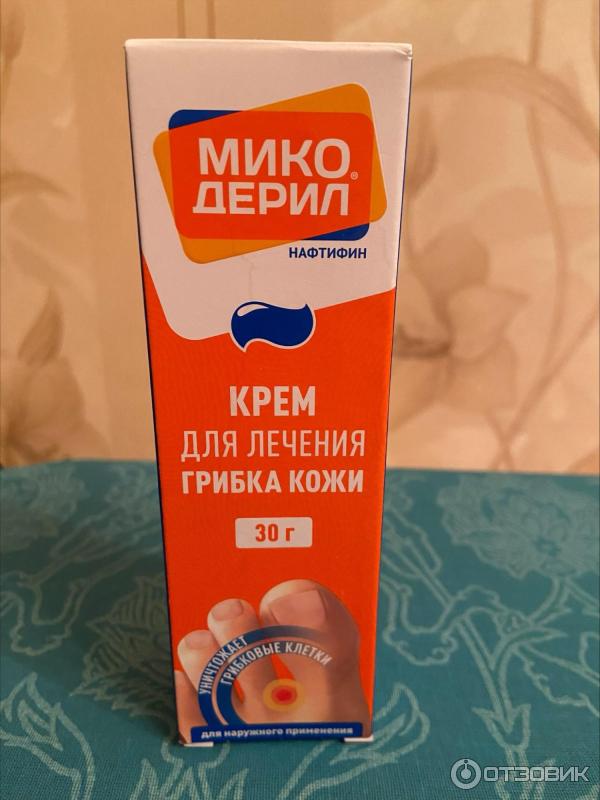 МИКО
ДЕРИЛ®
НАФТИФИН
КРЕМ
ДЛЯ ЛЕЧЕНИЯ
ГРИБКА КОЖИ
30 г
УНИЧТОЖАЕТ
ГРИБКОВЫЕ КЛЕТКИ
для наружного применения
ОТЗОВИК